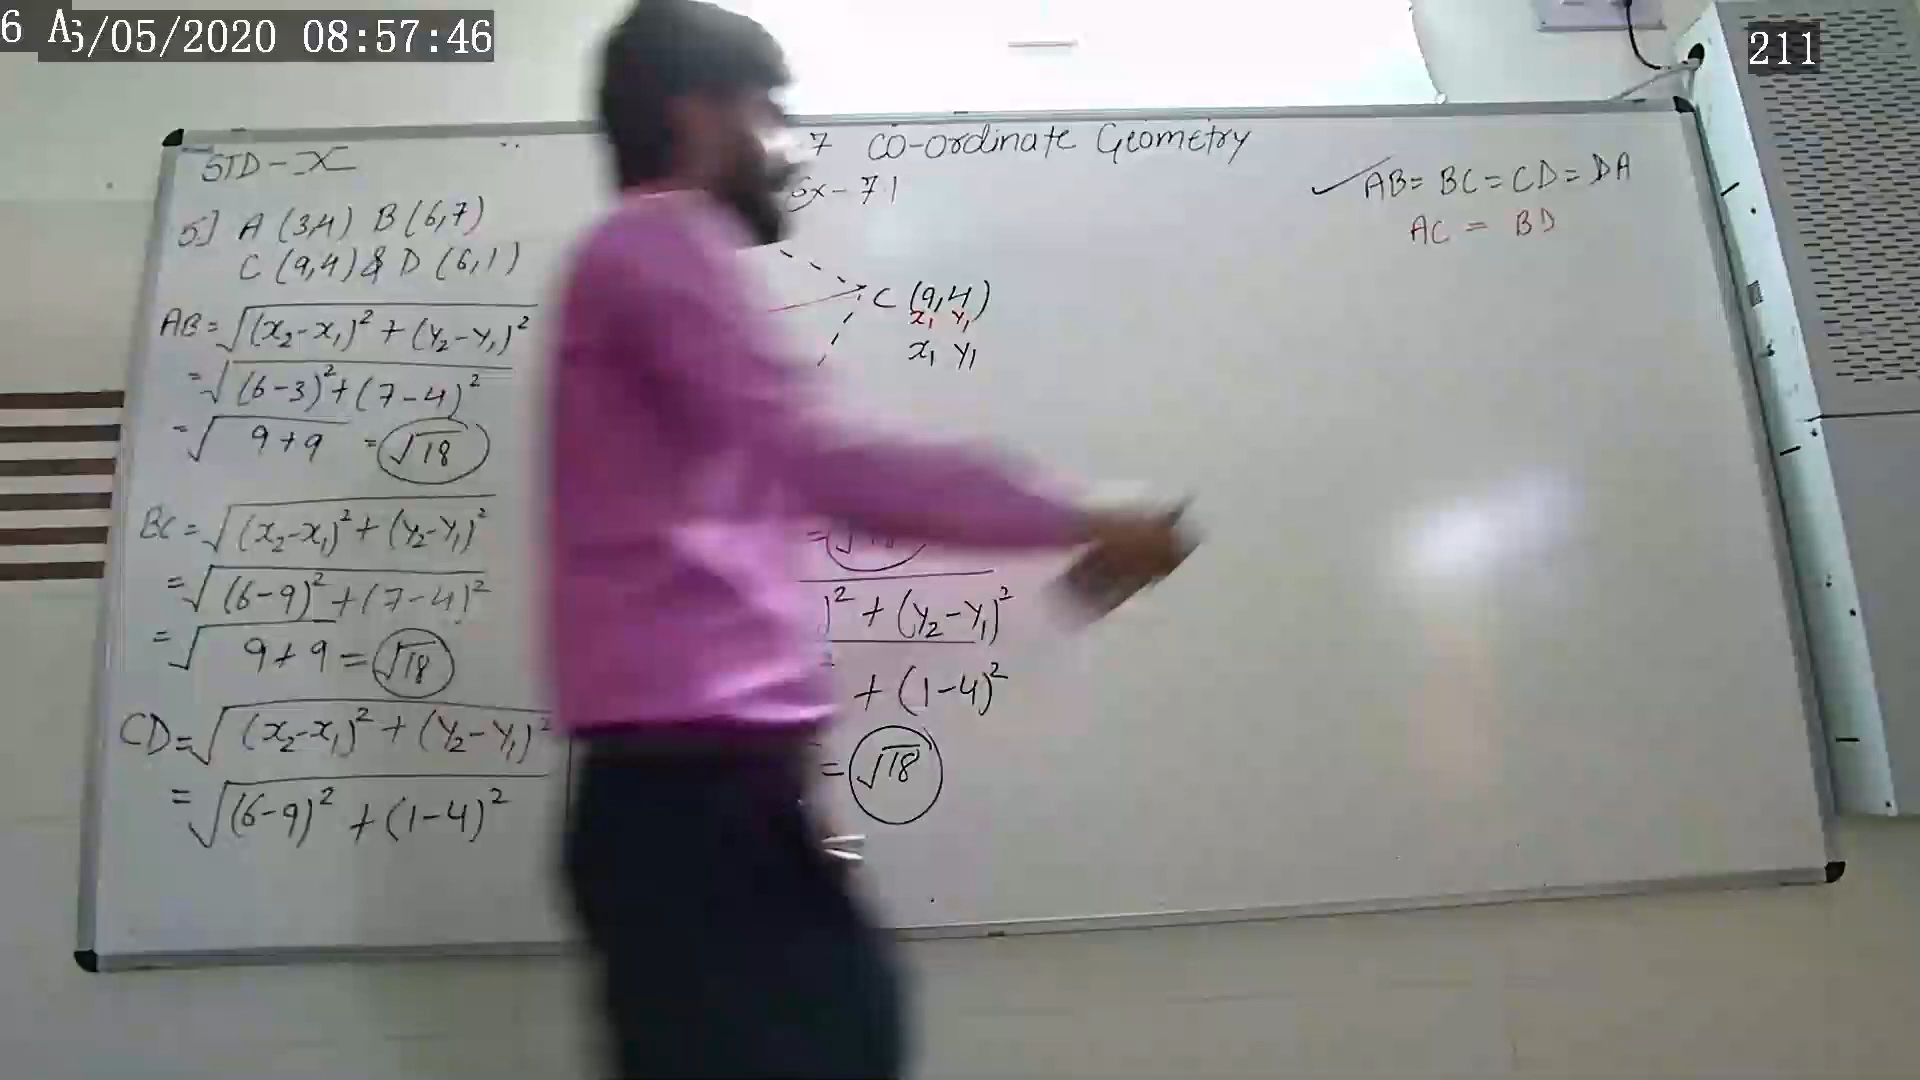 6 A
5/05/2020 08:57:46
211
STD-X
7 Co-ordinate Geometry
Ex-7.1
✓ AB = BC = CD = DA
AC = BD
5] A (3,4) B (6,7)
C (9,4) & D (6,1)
AB = √(x₂-x₁)² + (y₂-y₁)²
= √(6-3)² + (7-4)²
= √9+9 = √18
BC = √(x₂-x₁)² + (y₂-y₁)²
= √(6-9)² + (7-4)²
= √9+9 = √18
CD = √(x₂-x₁)² + (y₂-y₁)²
= √(6-9)² + (1-4)²
C (9,4)
x₁ y₁
x₁ y₁
)² + (y₂-y₁)²
² + (1-4)²
= √18